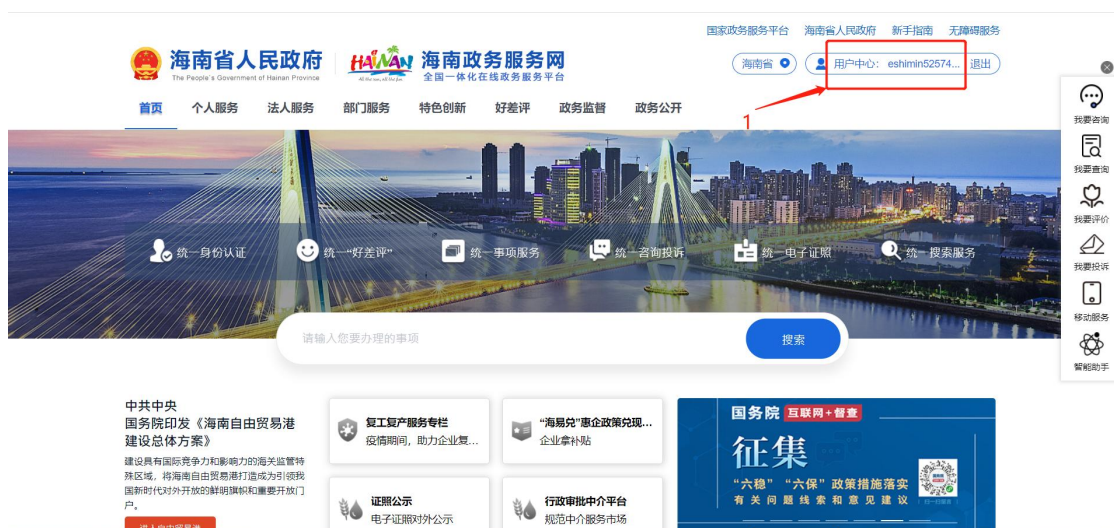 国家政务服务平台 海南省人民政府 新手指南 无障碍服务
海南省人民政府
The People's Government of Hainan Province
HAINAN
海南政务服务网
全国一体化在线政务服务平台
海南省
用户中心： eshimin52574... 退出
首页 个人服务 法人服务 部门服务 特色创新 好差评 政务监督 政务公开
1
我要咨询
我要查询
我要评价
我要投诉
移动服务
智能助手
统一身份认证 统一“好差评” 统一事项服务 统一咨询投诉 统一电子证照 统一搜索服务
请输入您要办理的事项
搜索
中共中央
国务院印发《海南自由贸易港
建设总体方案》
建设具有国际竞争力和影响力的海关监管特
殊区域，将海南自由贸易港打造成为引领我
国新时代对外开放的鲜明旗帜和重要开放门
户。
进入自由贸易港
复工复产服务专栏
疫情期间，助力企业复...
“海易兑”惠企政策兑现...
企业拿补贴
证照公示
电子证照对外公示
行政审批中介平台
规范中介服务市场
国务院 互联网+督查
征集
“六稳”“六保”政策措施落实
有关问题线索和意见建议